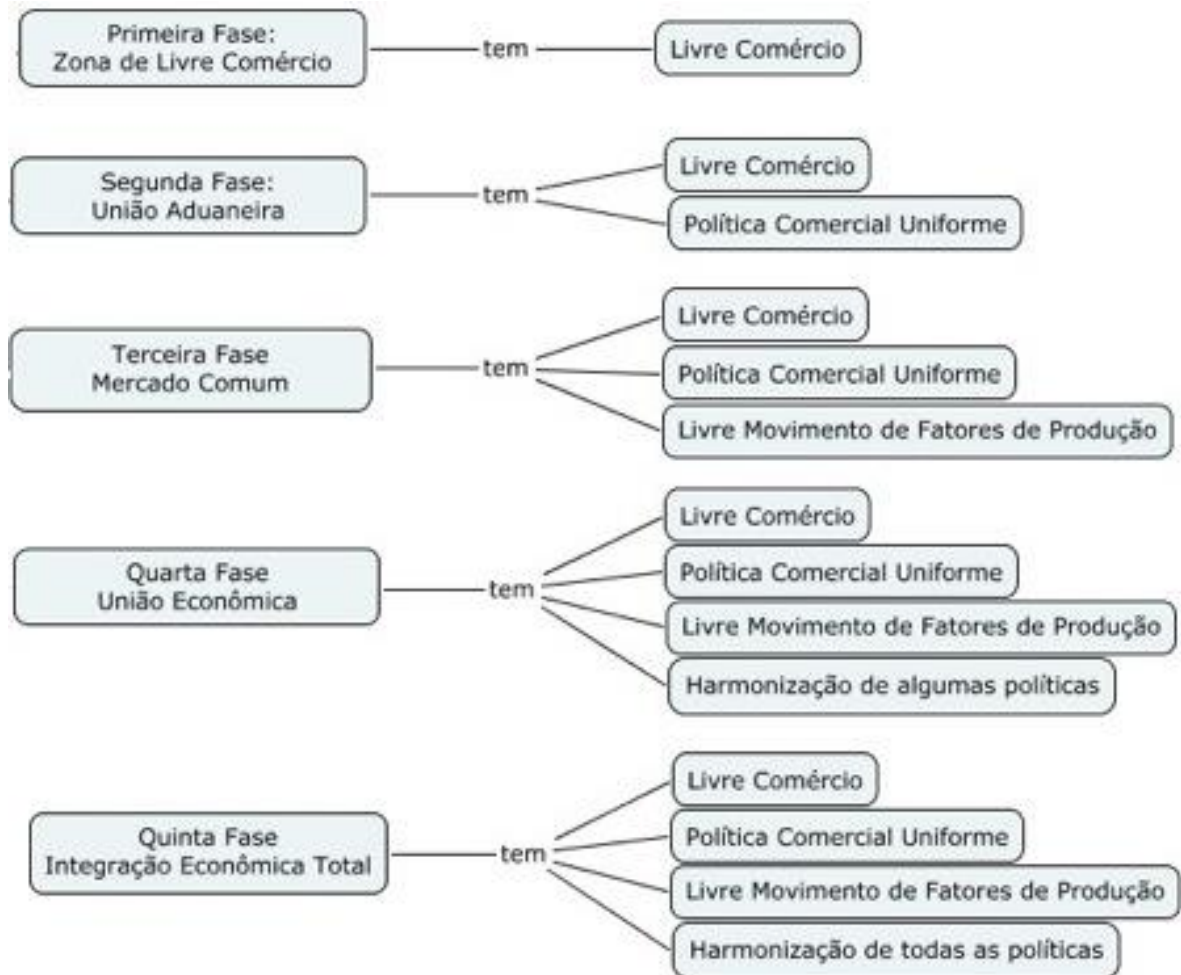 Primeira Fase:
Zona de Livre Comércio
tem
Livre Comércio
Segunda Fase:
União Aduaneira
tem
Livre Comércio
Política Comercial Uniforme
Terceira Fase
Mercado Comum
tem
Livre Comércio
Política Comercial Uniforme
Livre Movimento de Fatores de Produção
Quarta Fase
União Econômica
tem
Livre Comércio
Política Comercial Uniforme
Livre Movimento de Fatores de Produção
Harmonização de algumas políticas
Quinta Fase
Integração Econômica Total
tem
Livre Comércio
Política Comercial Uniforme
Livre Movimento de Fatores de Produção
Harmonização de todas as políticas